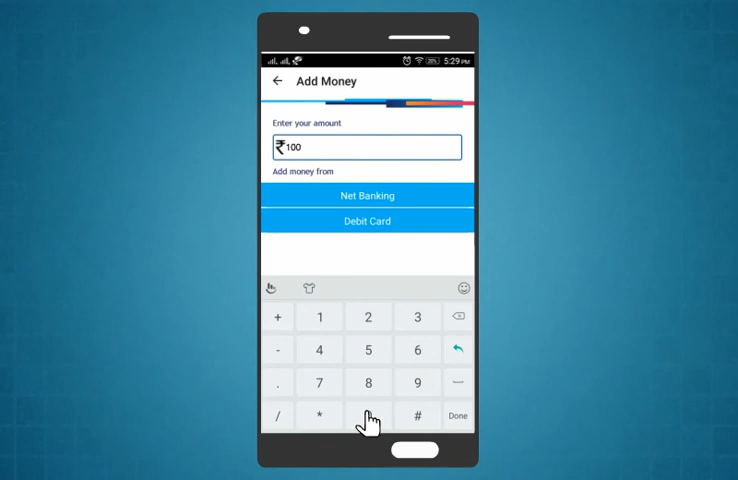 5:29 PM
Add Money
Enter your amount
₹100
Add money from
Net Banking
Debit Card
+ 1 2 3
- 4 5 6
. 7 8 9
/ * # Done